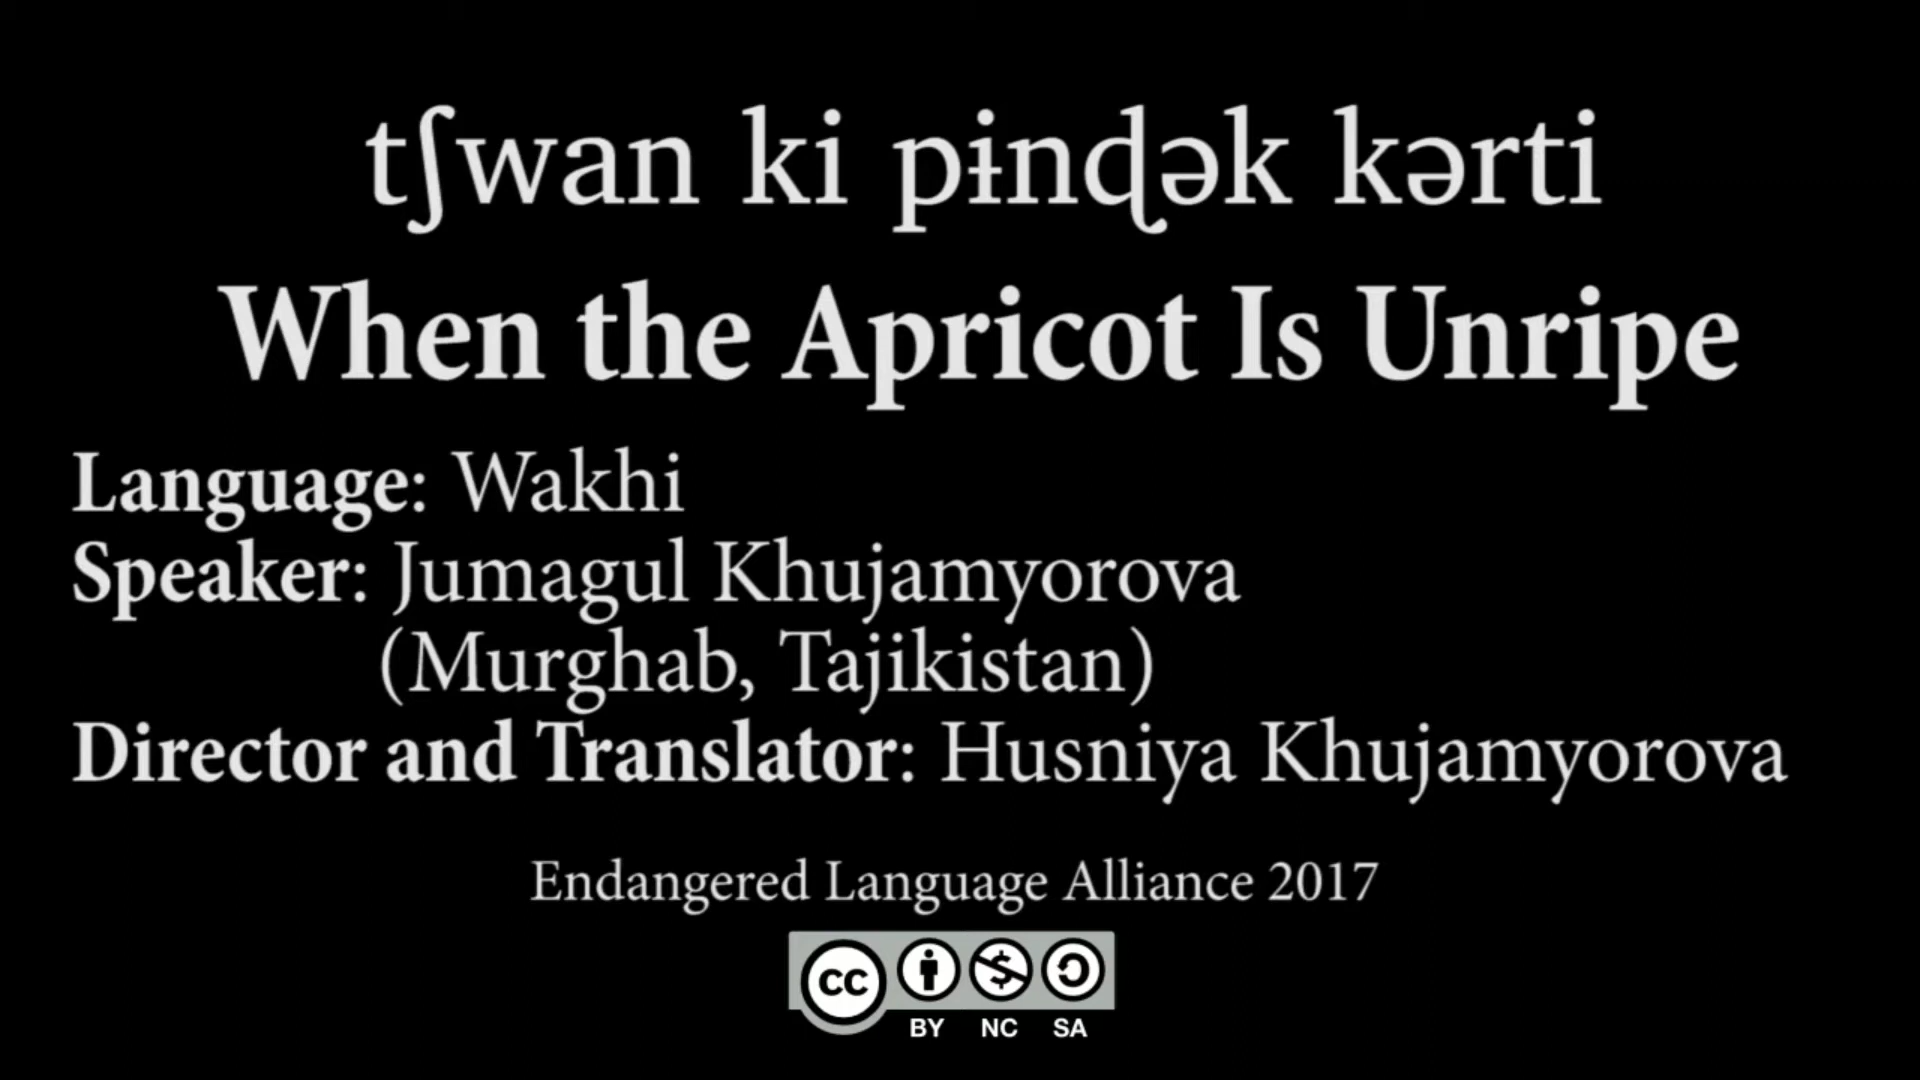 tʃwan ki pɨnɖək kərti
When the Apricot Is Unripe
Language: Wakhi
Speaker: Jumagul Khujamyorova
(Murghab, Tajikistan)
Director and Translator: Husniya Khujamyorova
Endangered Language Alliance 2017
cc
BY NC SA